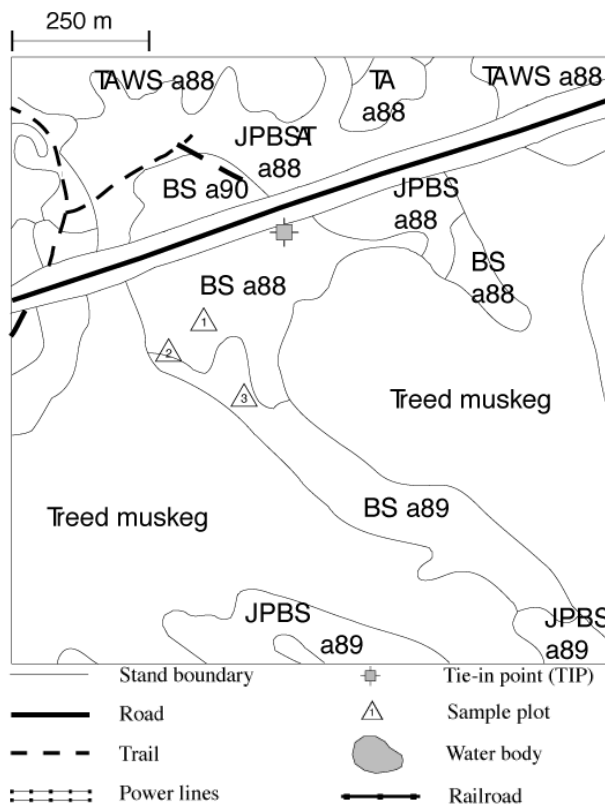 250 m
TAWS a88
TA
a88
TAWS a88
JPBSAT
a88
BS a90
JPBS
a88
BS
a88
BS a88
1
2
3
Treed muskeg
BS a89
Treed muskeg
JPBS
a89
JPBS
a89
Stand boundary
Tie-in point (TIP)
Road
1
Sample plot
Trail
Water body
Power lines
Railroad